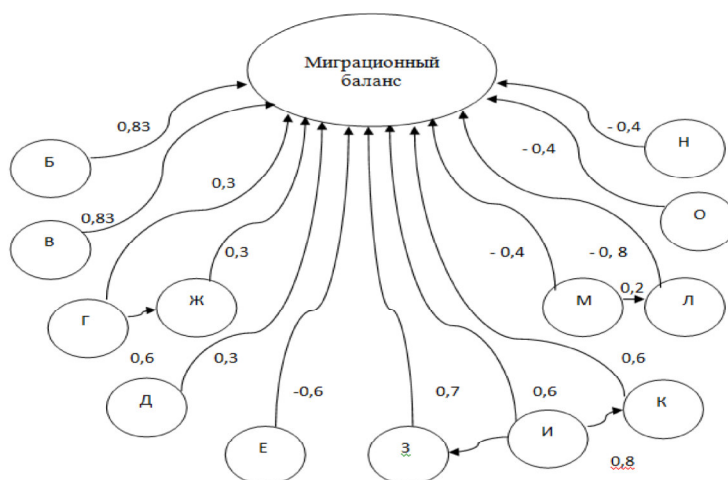 Миграционный
баланс
0,83
- 0,4
Н
Б
- 0,4
0,3
О
0,83
В
0,3
- 0,4
- 0, 8
0,2
Ж
М
Л
Г
0,6
0,3
0,6
Д
-0,6
0,7
0,6
К
Е
З
И
0,8